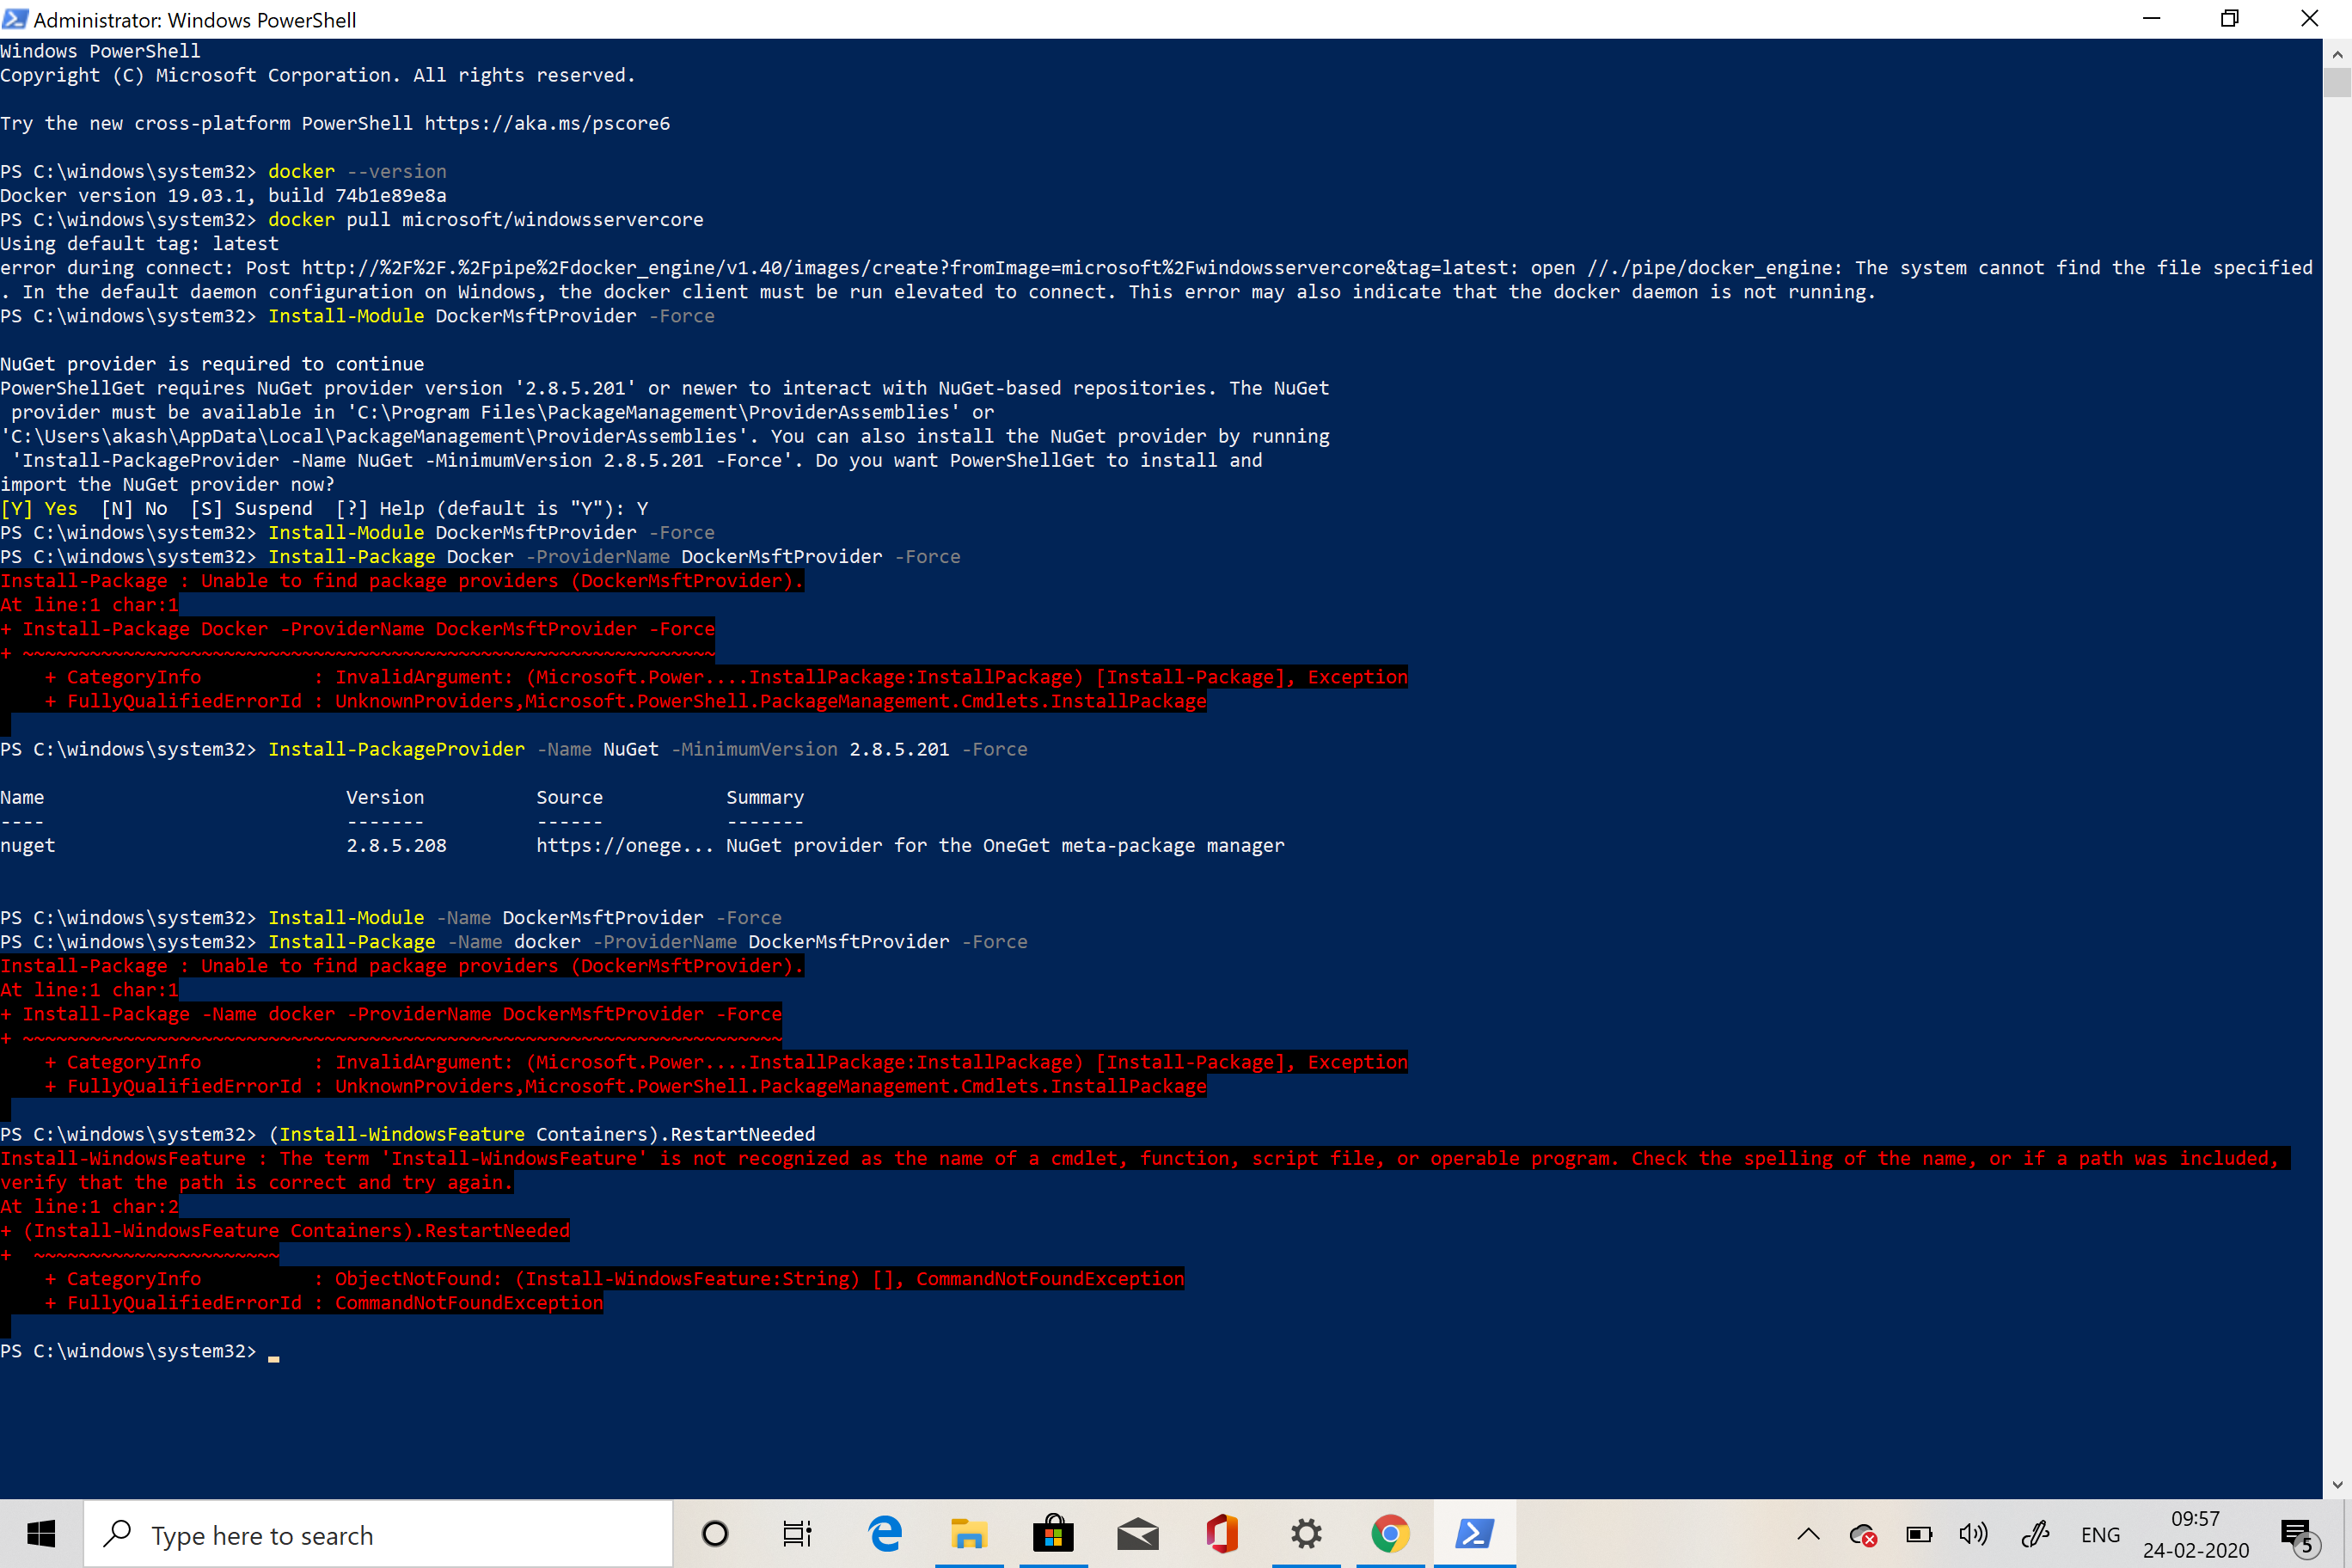 Administrator: Windows PowerShell
Windows PowerShell
Copyright (C) Microsoft Corporation. All rights reserved.
Try the new cross-platform PowerShell https://aka.ms/pscore6
PS C:\windows\system32> docker --version
Docker version 19.03.1, build 74b1e89e8a
PS C:\windows\system32> docker pull microsoft/windowsservercore
Using default tag: latest
error during connect: Post http://%2F%2F.%2Fpipe%2Fdocker_engine/v1.40/images/create?fromImage=microsoft%2Fwindowsservercore&tag=latest: open //./pipe/docker_engine: The system cannot find the file specified
. In the default daemon configuration on Windows, the docker client must be run elevated to connect. This error may also indicate that the docker daemon is not running.
PS C:\windows\system32> Install-Module DockerMsftProvider -Force
NuGet provider is required to continue
PowerShellGet requires NuGet provider version '2.8.5.201' or newer to interact with NuGet-based repositories. The NuGet
 provider must be available in 'C:\Program Files\PackageManagement\ProviderAssemblies' or
'C:\Users\akash\AppData\Local\PackageManagement\ProviderAssemblies'. You can also install the NuGet provider by running
 'Install-PackageProvider -Name NuGet -MinimumVersion 2.8.5.201 -Force'. Do you want PowerShellGet to install and
import the NuGet provider now?
[Y] Yes  [N] No  [S] Suspend  [?] Help (default is "Y"): Y
PS C:\windows\system32> Install-Module DockerMsftProvider -Force
PS C:\windows\system32> Install-Package Docker -ProviderName DockerMsftProvider -Force
Install-Package : Unable to find package providers (DockerMsftProvider).
At line:1 char:1
+ Install-Package Docker -ProviderName DockerMsftProvider -Force
+ ~~~~~~~~~~~~~~~~~~~~~~~~~~~~~~~~~~~~~~~~~~~~~~~~~~~~~~~~~~~~~~
    + CategoryInfo          : InvalidArgument: (Microsoft.Power....InstallPackage:InstallPackage) [Install-Package], Exception
    + FullyQualifiedErrorId : UnknownProviders,Microsoft.PowerShell.PackageManagement.Cmdlets.InstallPackage
PS C:\windows\system32> Install-PackageProvider -Name NuGet -MinimumVersion 2.8.5.201 -Force
Name                           Version          Source           Summary
----                           -------          ------           -------
nuget                          2.8.5.208        https://onege... NuGet provider for the OneGet meta-package manager
PS C:\windows\system32> Install-Module -Name DockerMsftProvider -Force
PS C:\windows\system32> Install-Package -Name docker -ProviderName DockerMsftProvider -Force
Install-Package : Unable to find package providers (DockerMsftProvider).
At line:1 char:1
+ Install-Package -Name docker -ProviderName DockerMsftProvider -Force
+ ~~~~~~~~~~~~~~~~~~~~~~~~~~~~~~~~~~~~~~~~~~~~~~~~~~~~~~~~~~~~~~~~~~~~
    + CategoryInfo          : InvalidArgument: (Microsoft.Power....InstallPackage:InstallPackage) [Install-Package], Exception
    + FullyQualifiedErrorId : UnknownProviders,Microsoft.PowerShell.PackageManagement.Cmdlets.InstallPackage
PS C:\windows\system32> (Install-WindowsFeature Containers).RestartNeeded
Install-WindowsFeature : The term 'Install-WindowsFeature' is not recognized as the name of a cmdlet, function, script file, or operable program. Check the spelling of the name, or if a path was included,
verify that the path is correct and try again.
At line:1 char:2
+ (Install-WindowsFeature Containers).RestartNeeded
+  ~~~~~~~~~~~~~~~~~~~~~~
    + CategoryInfo          : ObjectNotFound: (Install-WindowsFeature:String) [], CommandNotFoundException
    + FullyQualifiedErrorId : CommandNotFoundException
PS C:\windows\system32>
Type here to search
ENG
09:57
24-02-2020
5